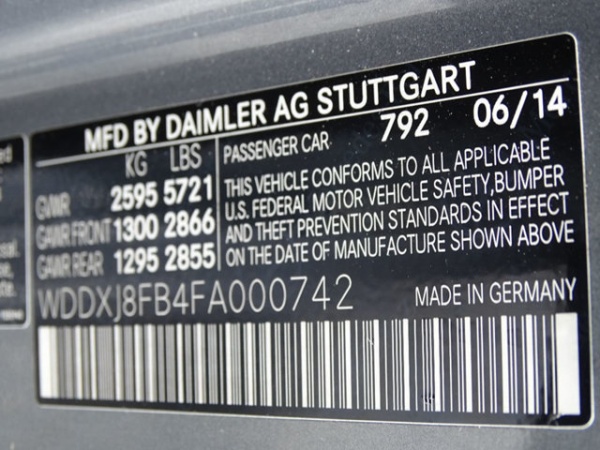 MFD BY DAIMLER AG STUTTGART
KG LBS
GVWR 2595 5721
GAWR FRONT 1300 2866
GAWR REAR 1295 2855
PASSENGER CAR 792 06/14
THIS VEHICLE CONFORMS TO ALL APPLICABLE
U.S. FEDERAL MOTOR VEHICLE SAFETY,BUMPER
AND THEFT PREVENTION STANDARDS IN EFFECT
ON THE DATE OF MANUFACTURE SHOWN ABOVE
WDDXJ8FB4FA000742
MADE IN GERMANY